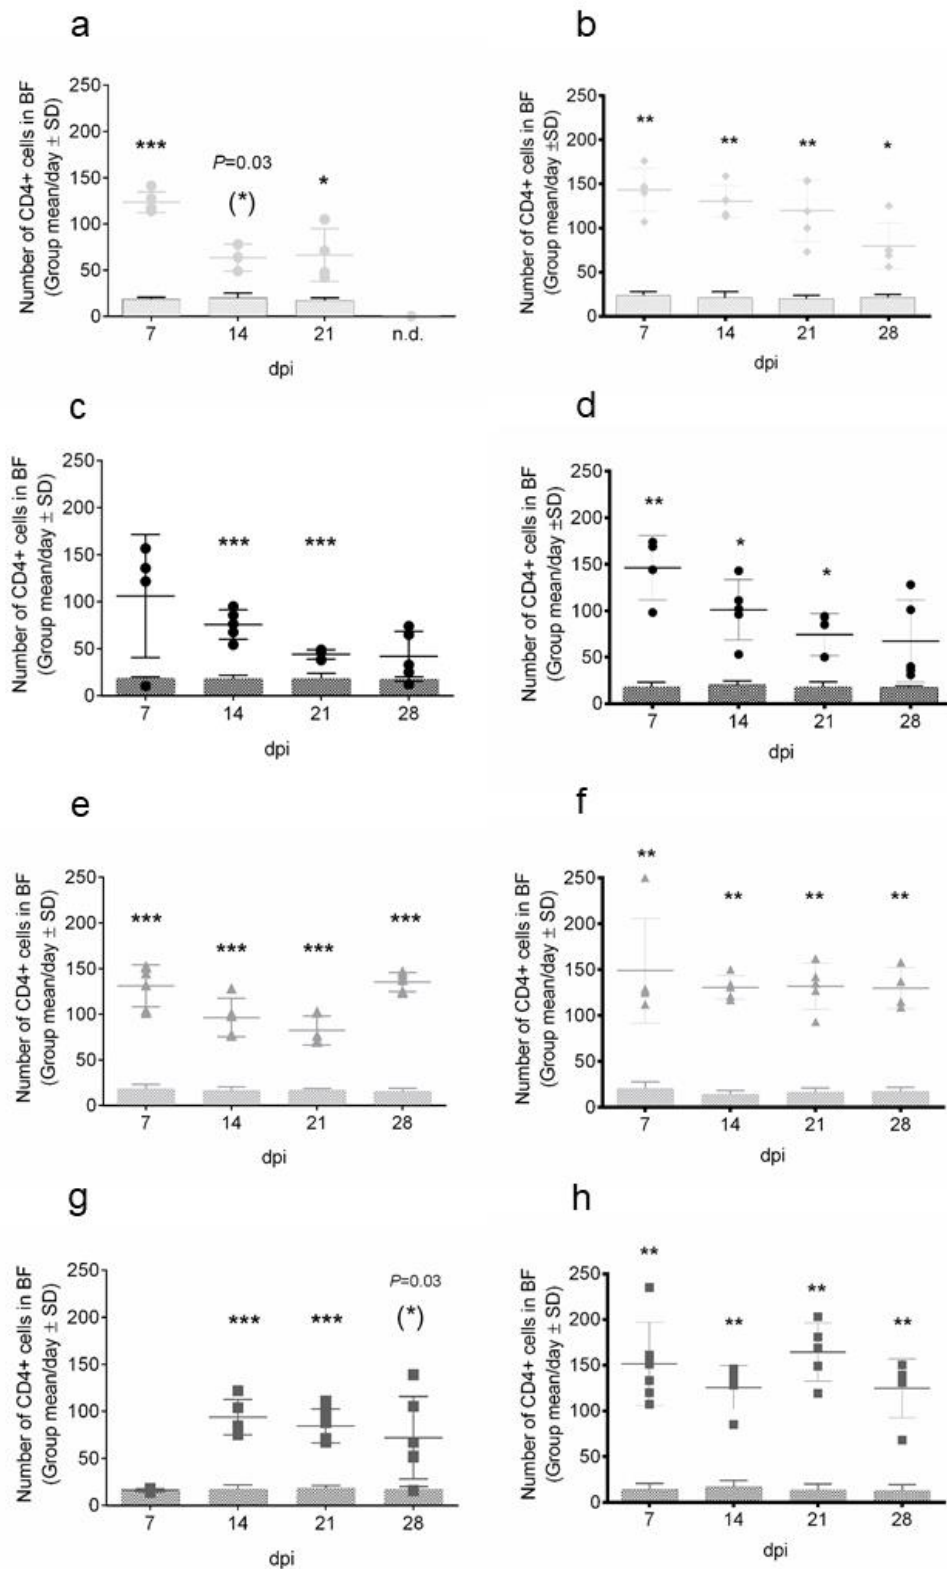 a
Number of CD4+ cells in BF
(Group mean/day ± SD)
250
200
150
100
50
0
***
P=0.03
(*)
*
7 14 21 n.d.
dpi
b
Number of CD4+ cells in BF
(Group mean/day ±SD)
250
200
150
100
50
0
** ** ** *
7 14 21 28
dpi
c
Number of CD4+ cells in BF
(Group mean/day ± SD)
250
200
150
100
50
0
*** ***
7 14 21 28
dpi
d
Number of CD4+ cells in BF
(Group mean/day ±SD)
250
200
150
100
50
0
** * *
7 14 21 28
dpi
e
Number of CD4+ cells in BF
(Group mean/day ± SD)
250
200
150
100
50
0
*** *** *** ***
7 14 21 28
dpi
f
Number of CD4+ cells in BF
(Group mean/day ± SD)
250
200
150
100
50
0
** ** ** **
7 14 21 28
dpi
g
Number of CD4+ cells in BF
(Group mean/day ± SD)
250
200
150
100
50
0
*** ***
P=0.03
(*)
7 14 21 28
dpi
h
Number of CD4+ cells in BF
(Group mean/day ± SD)
250
200
150
100
50
0
** ** ** **
7 14 21 28
dpi